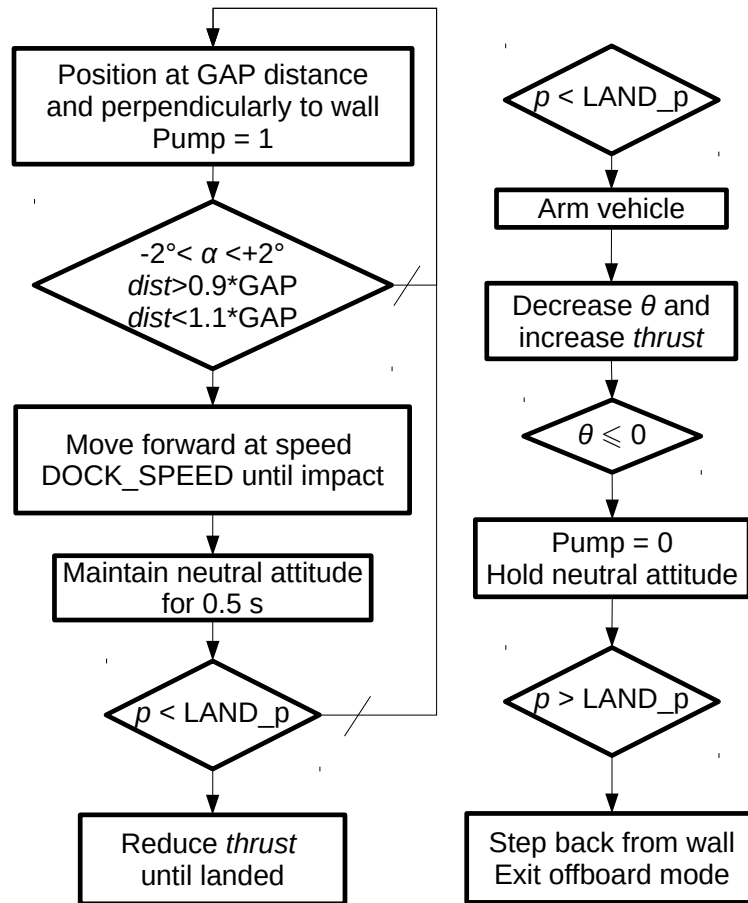 Position at GAP distance
and perpendicularly to wall
Pump = 1
-2°< α <+2°
dist>0.9*GAP
dist<1.1*GAP
Move forward at speed
DOCK_SPEED until impact
Maintain neutral attitude
for 0.5 s
p < LAND_p
Reduce thrust
until landed
p < LAND_p
Arm vehicle
Decrease θ and
increase thrust
θ ⩽ 0
Pump = 0
Hold neutral attitude
p > LAND_p
Step back from wall
Exit offboard mode